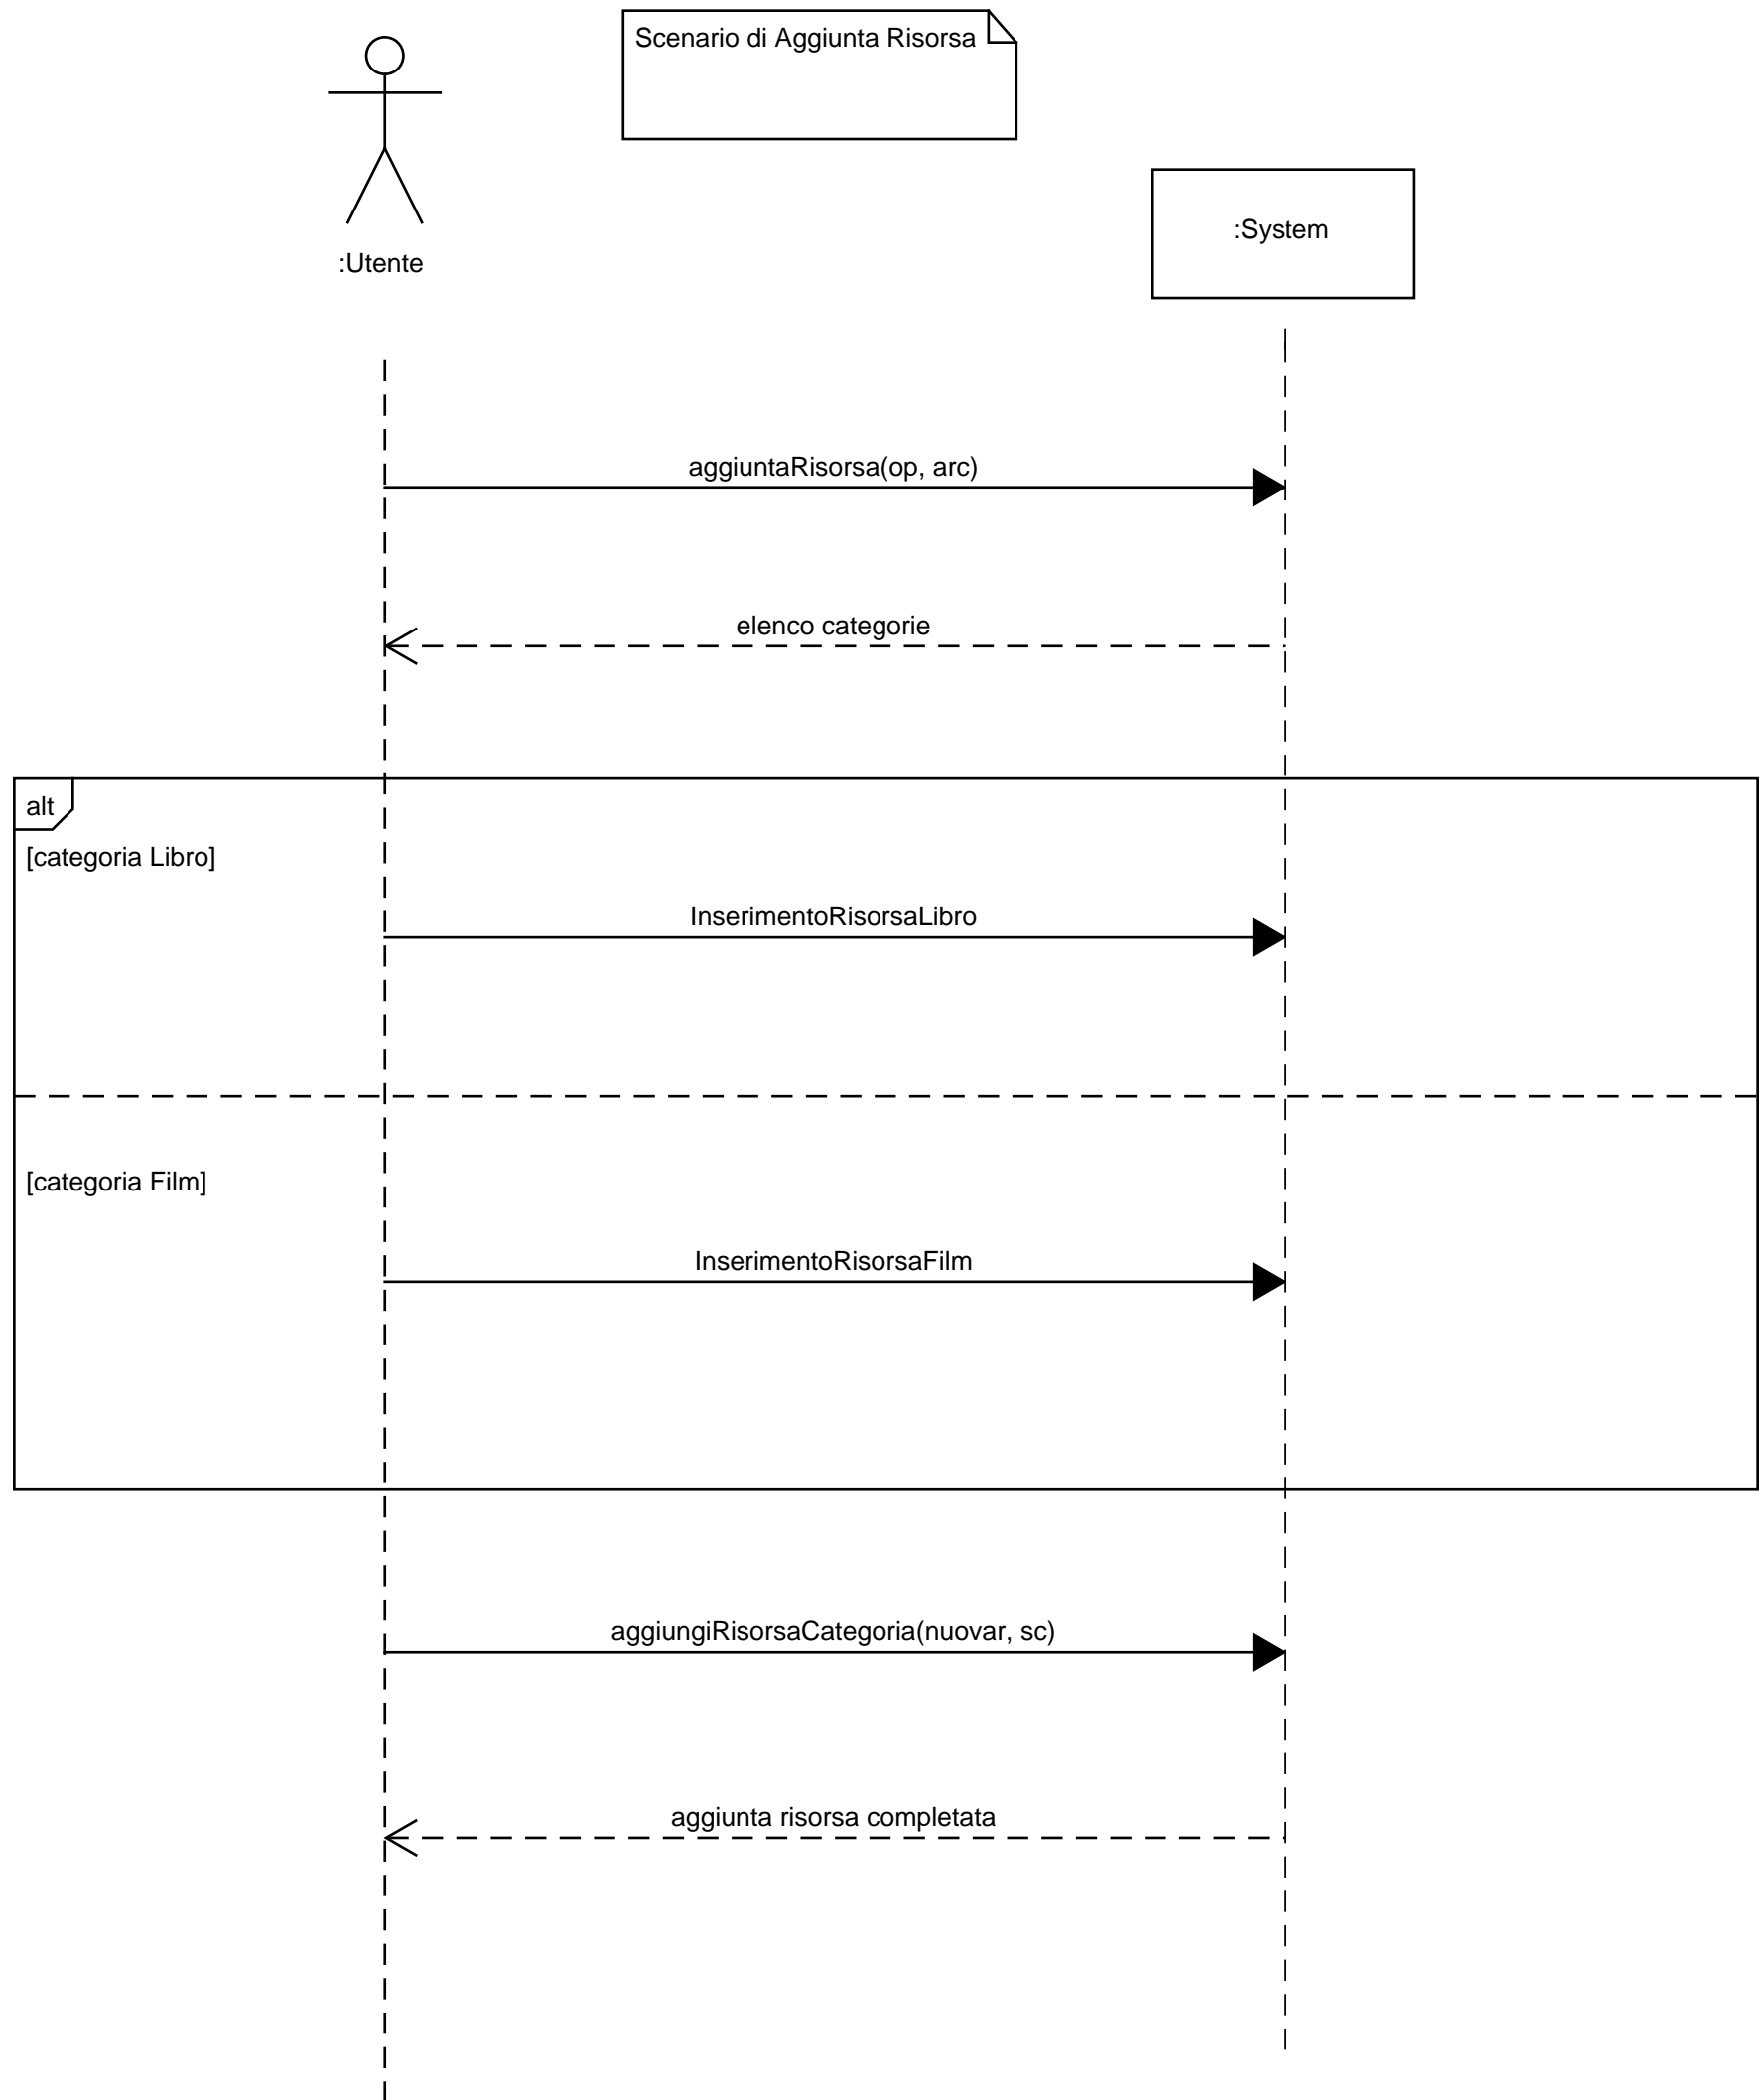 Scenario di Aggiunta Risorsa
:System
:Utente
aggiuntaRisorsa(op, arc)
elenco categorie
alt
[categoria Libro]
InserimentoRisorsaLibro
[categoria Film]
InserimentoRisorsaFilm
aggiungiRisorsaCategoria(nuovar, sc)
aggiunta risorsa completata